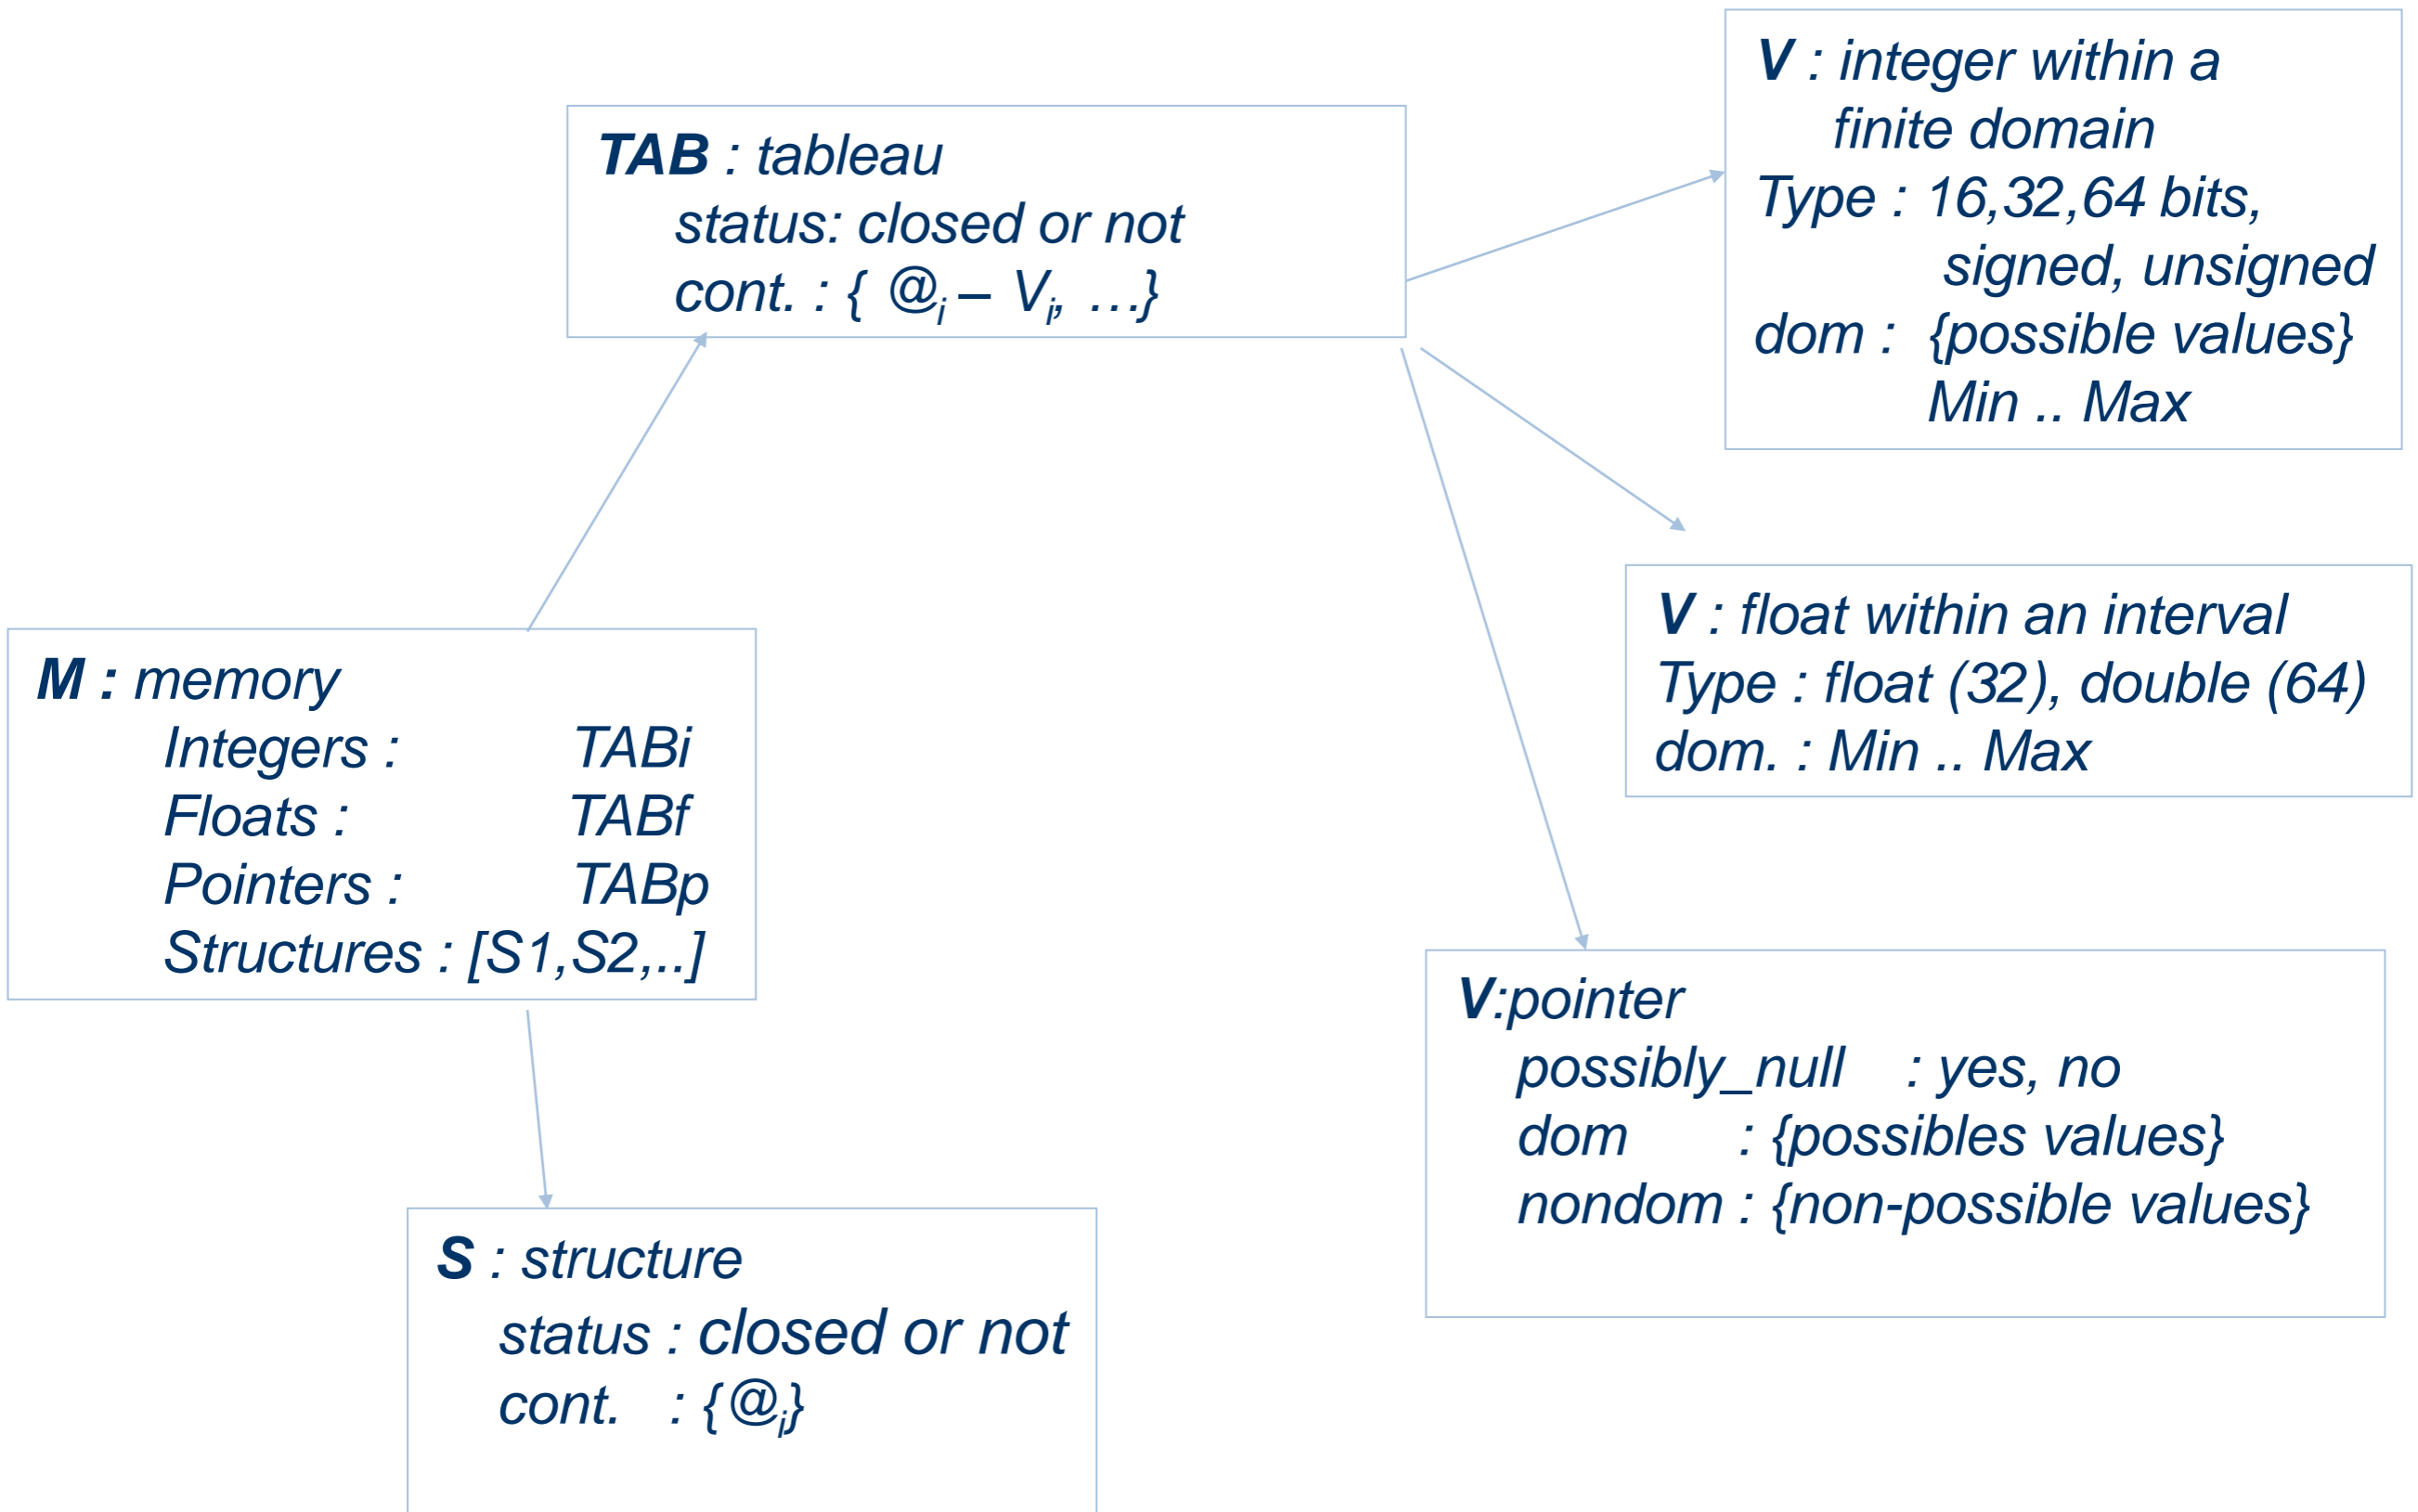 TAB : tableau
status: closed or not
cont. : { @i – Vi, …}
V : integer within a
finite domain
Type : 16,32,64 bits,
signed, unsigned
dom : {possible values}
Min .. Max
V : float within an interval
Type : float (32), double (64)
dom. : Min .. Max
M : memory
Integers : TABi
Floats : TABf
Pointers : TABp
Structures : [S1,S2,..]
V:pointer
possibly_null : yes, no
dom : {possibles values}
nondom : {non-possible values}
S : structure
status : closed or not
cont. : {@i}